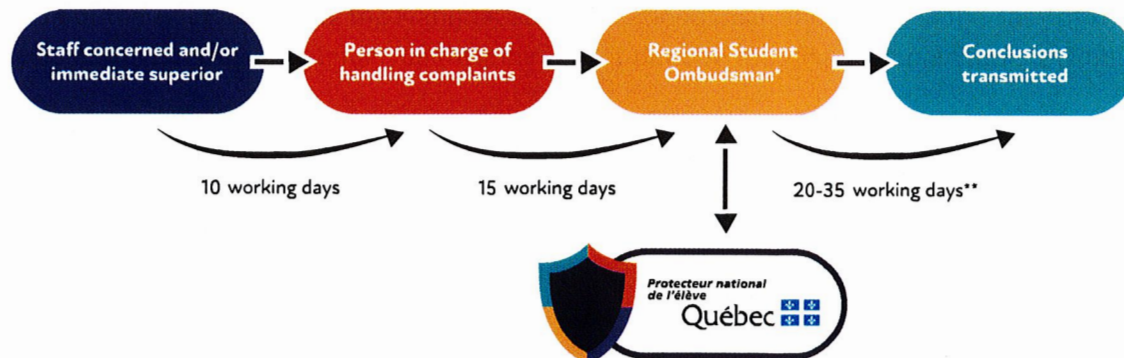 Staff concerned and/or
immediate superior
Person in charge of
handling complaints
Regional Student
Ombudsman*
Conclusions
transmitted
10 working days
15 working days
20-35 working days**
Protecteur national
de l'élève
Québec